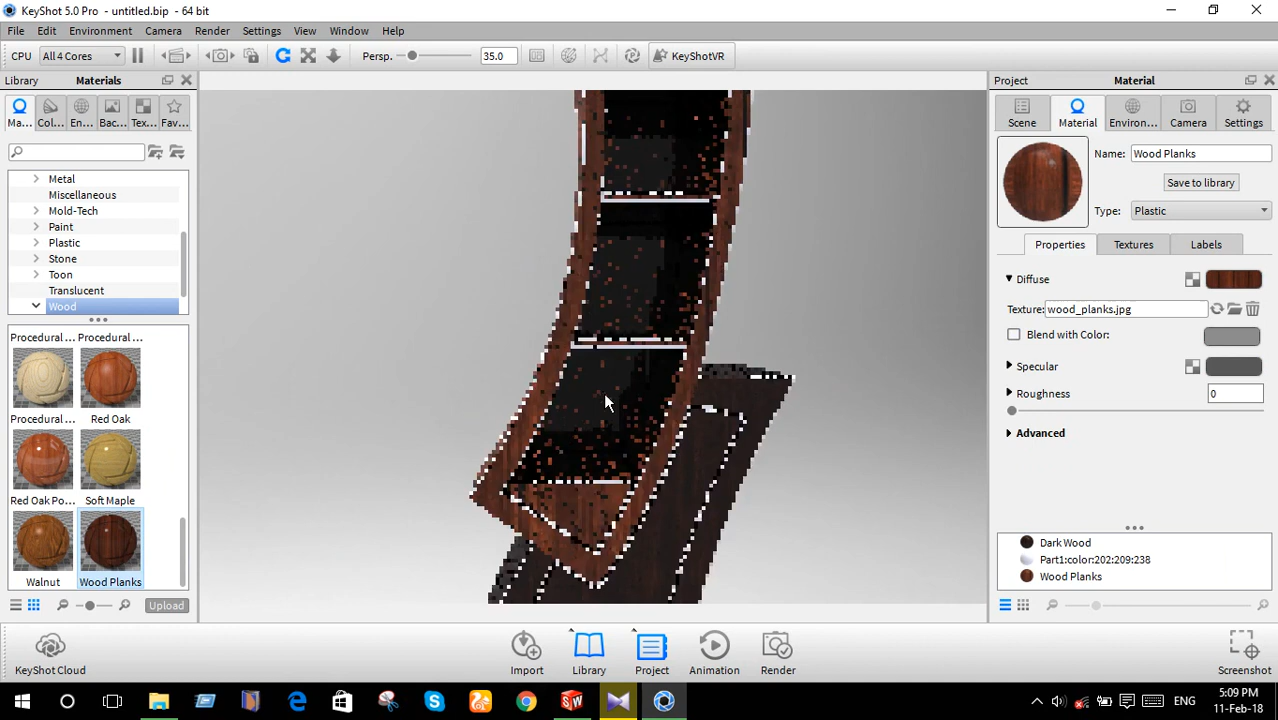 KeyShot 5.0 Pro - untitled.bip - 64 bit
File Edit Environment Camera Render Settings View Window Help
CPU All 4 Cores Persp. 35.0 KeyShotVR
Library Materials
Project Material
Ma... Col... En... Bac... Tex... Fav...
Scene Material Environ... Camera Settings
Name: Wood Planks
Save to library
Type: Plastic
Metal
Miscellaneous
Mold-Tech
Paint
Plastic
Stone
Toon
Translucent
Wood
Properties Textures Labels
Diffuse
Texture: wood_planks.jpg
Blend with Color:
Specular
Roughness 0
Advanced
Procedural ... Procedural ...
Procedural ... Red Oak
Red Oak Po... Soft Maple
Walnut Wood Planks
Upload
Dark Wood
Part1:color:202:209:238
Wood Planks
KeyShot Cloud Import Library Project Animation Render Screenshot
ENG 5:09 PM
11-Feb-18